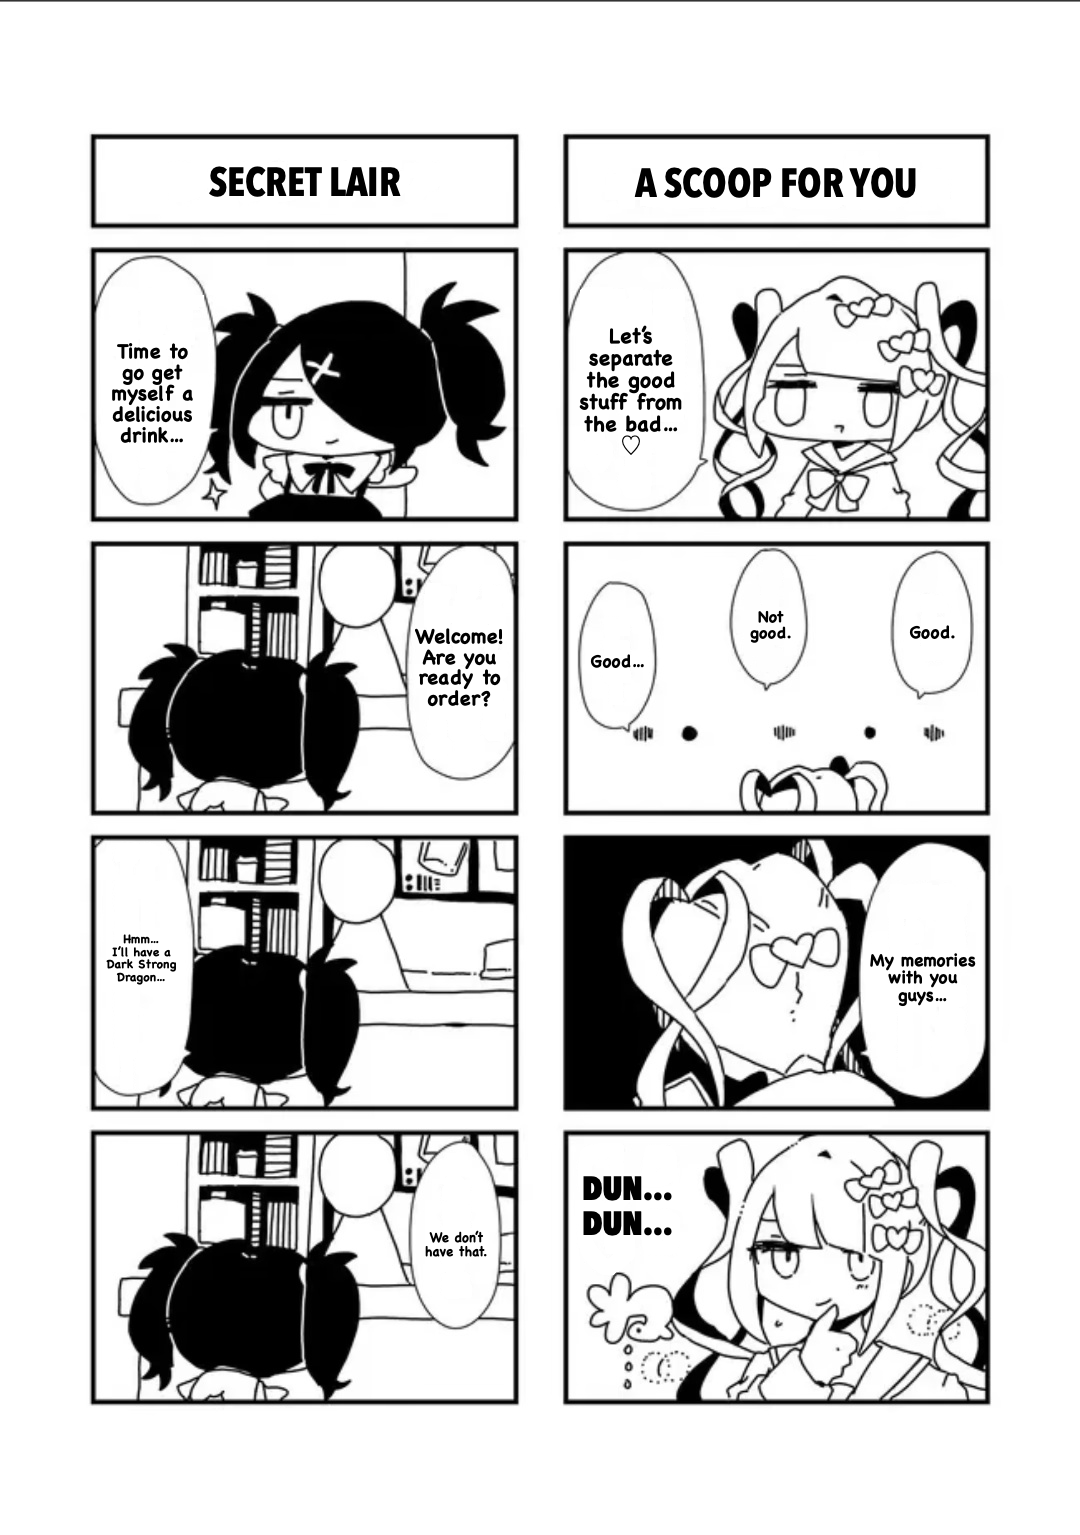 SECRET LAIR
Time to
go get
myself a
delicious
drink...
Welcome!
Are you
ready to
order?
Hmm...
I'll have a
Dark Strong
Dragon...
We don't
have that.
A SCOOP FOR YOU
Let's
separate
the good
stuff from
the bad...
♡
Good...
Not
good.
Good.
My memories
with you
guys...
DUN...
DUN...